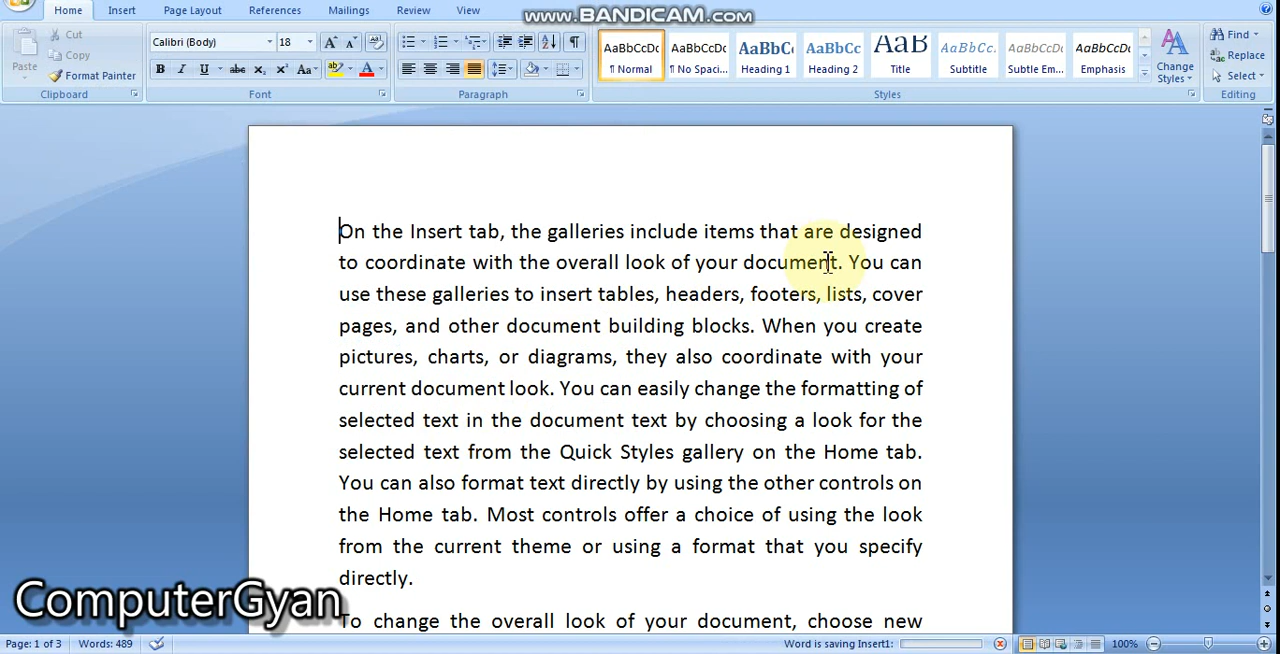 Home Insert Page Layout References Mailings Review View
www.BANDICAM.com
Paste
Cut
Copy
Format Painter
Clipboard
Calibri (Body) 18
Font
Paragraph
AaBbCcDc AaBbCcDc AaBbC AaBbCc AaB AaBbCc. AaBbCcDc AaBbCcDc
¶ Normal ¶ No Spaci... Heading 1 Heading 2 Title Subtitle Subtle Em... Emphasis
Change
Styles
Styles
Find
Replace
Select
Editing
On the Insert tab, the galleries include items that are designed
to coordinate with the overall look of your document. You can
use these galleries to insert tables, headers, footers, lists, cover
pages, and other document building blocks. When you create
pictures, charts, or diagrams, they also coordinate with your
current document look. You can easily change the formatting of
selected text in the document text by choosing a look for the
selected text from the Quick Styles gallery on the Home tab.
You can also format text directly by using the other controls on
the Home tab. Most controls offer a choice of using the look
from the current theme or using a format that you specify
directly.
To change the overall look of your document, choose new
ComputerGyan
Page: 1 of 3 Words: 489 Word is saving Insert1: 100%